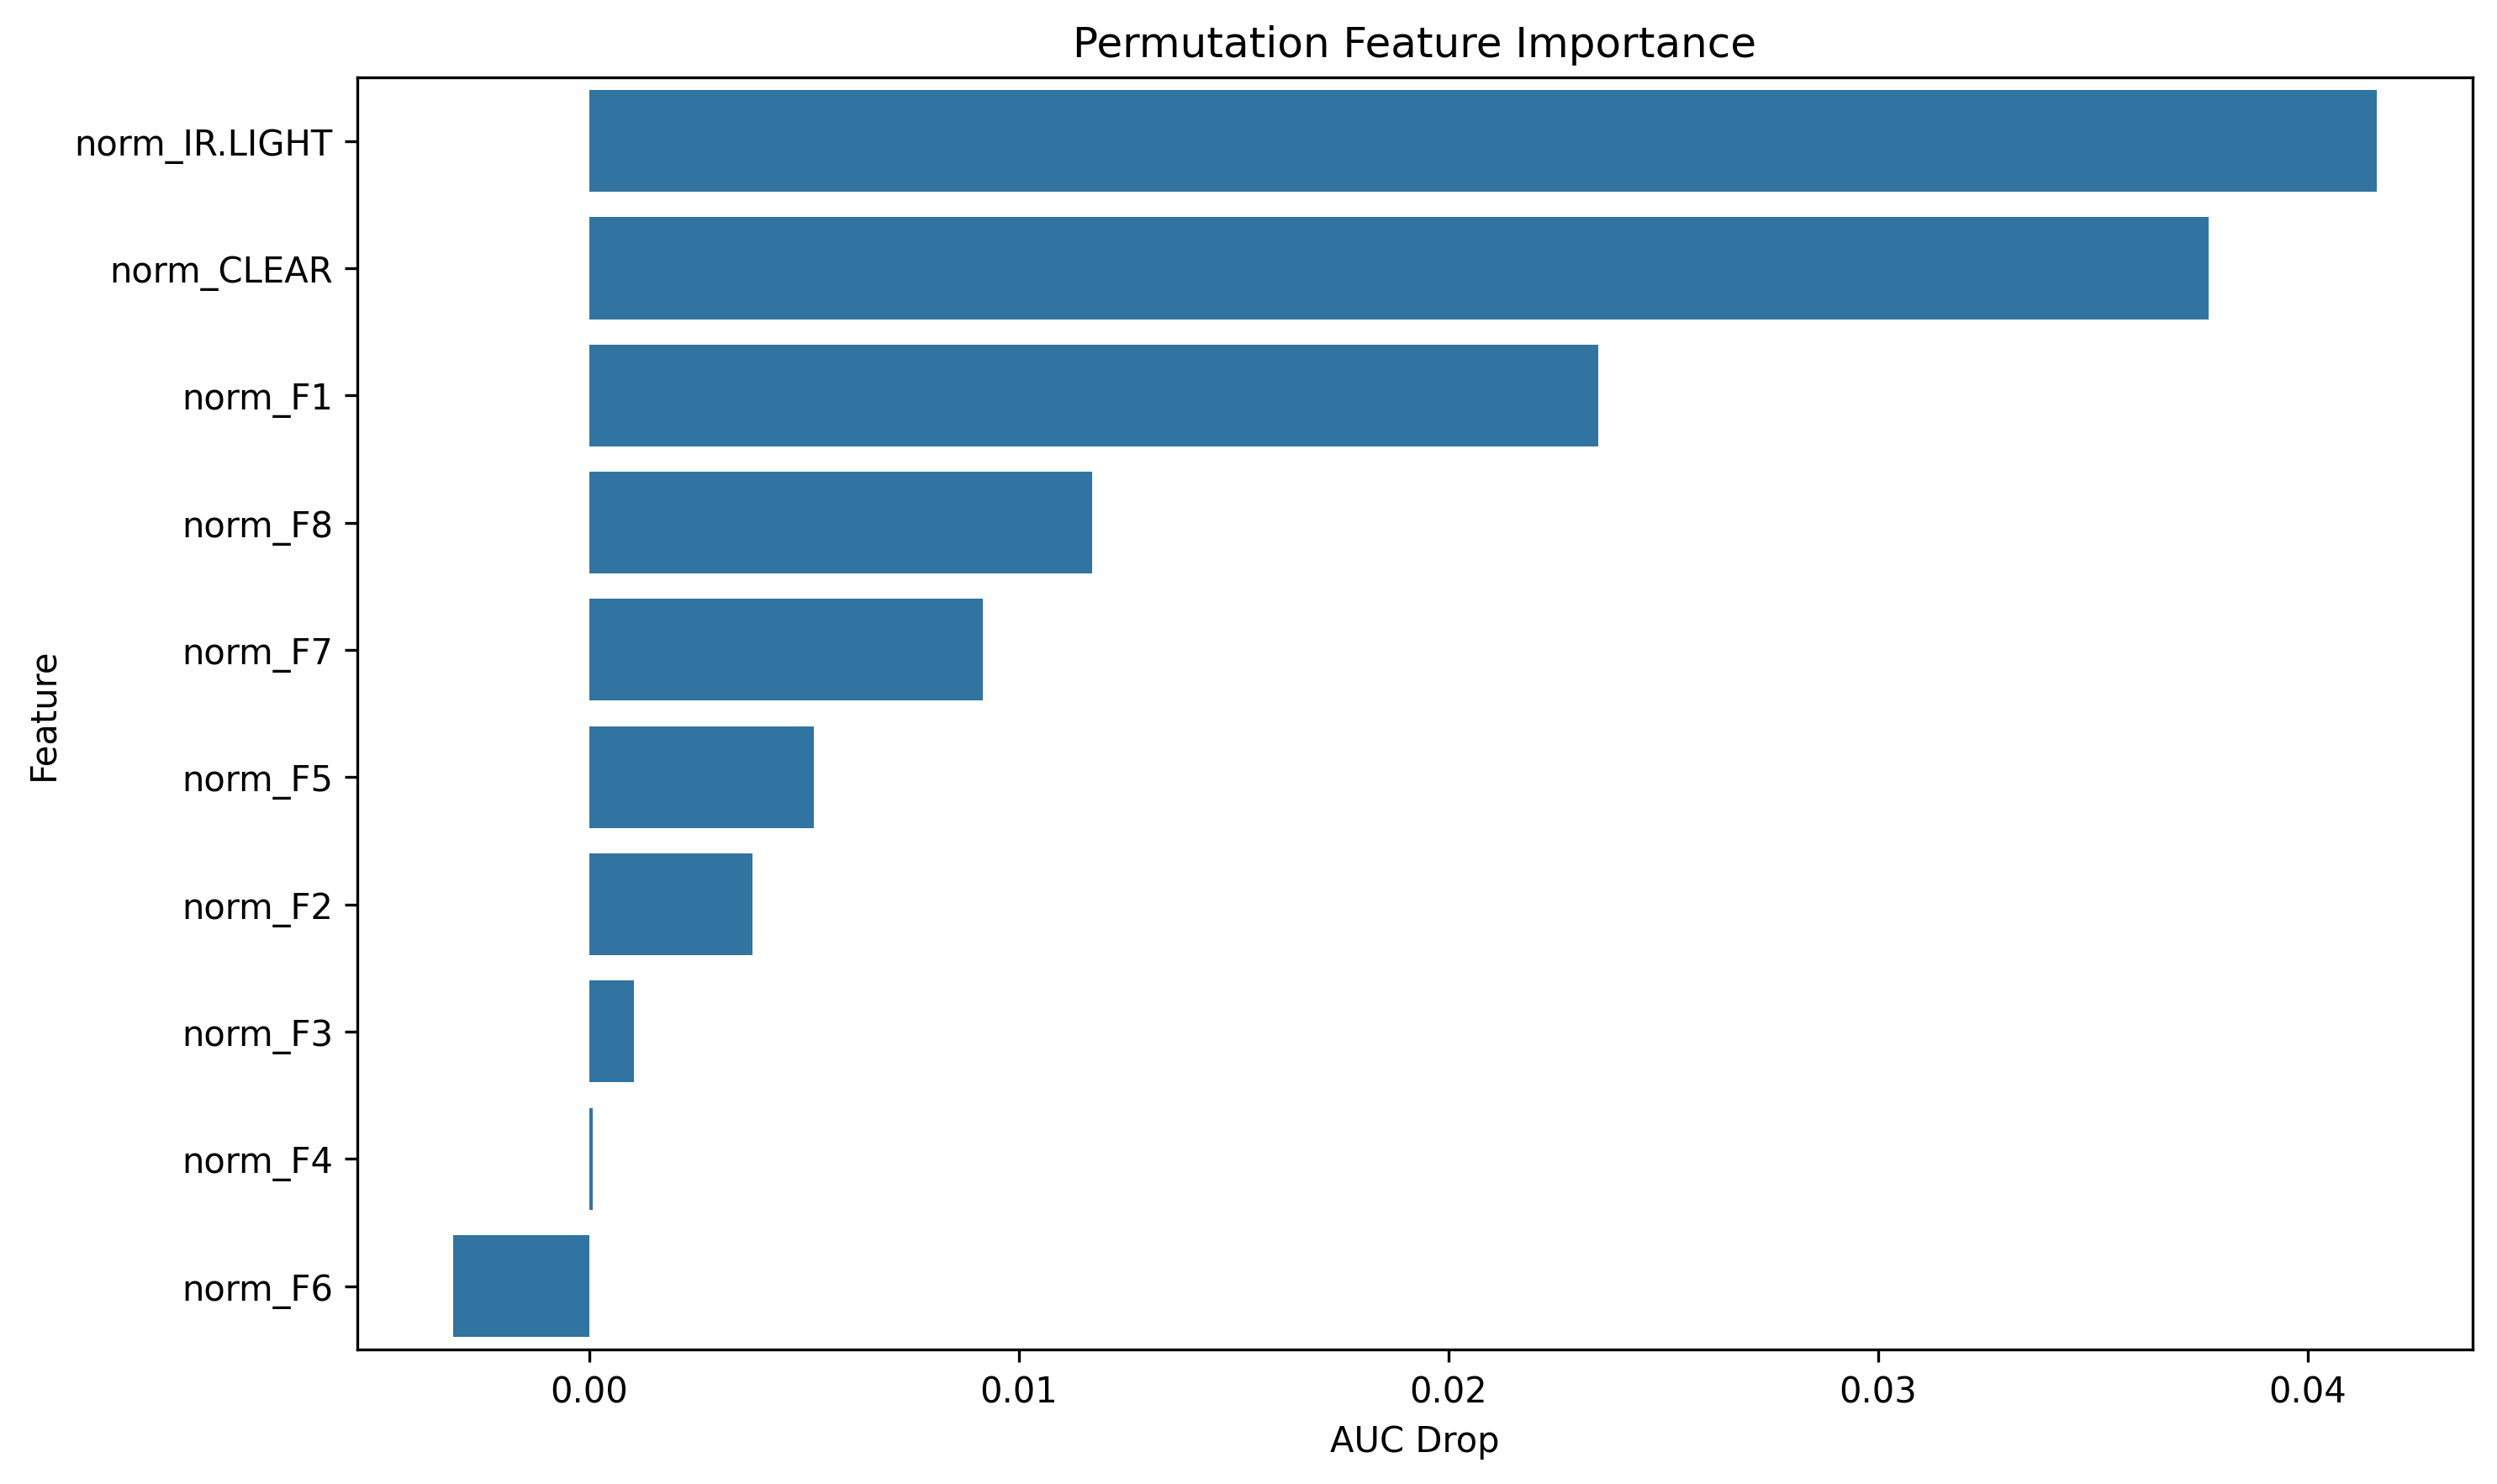 Permutation Feature Importance
norm_IR.LIGHT
norm_CLEAR
norm_F1
norm_F8
norm_F7
norm_F5
norm_F2
norm_F3
norm_F4
norm_F6
Feature
0.00 0.01 0.02 0.03 0.04
AUC Drop